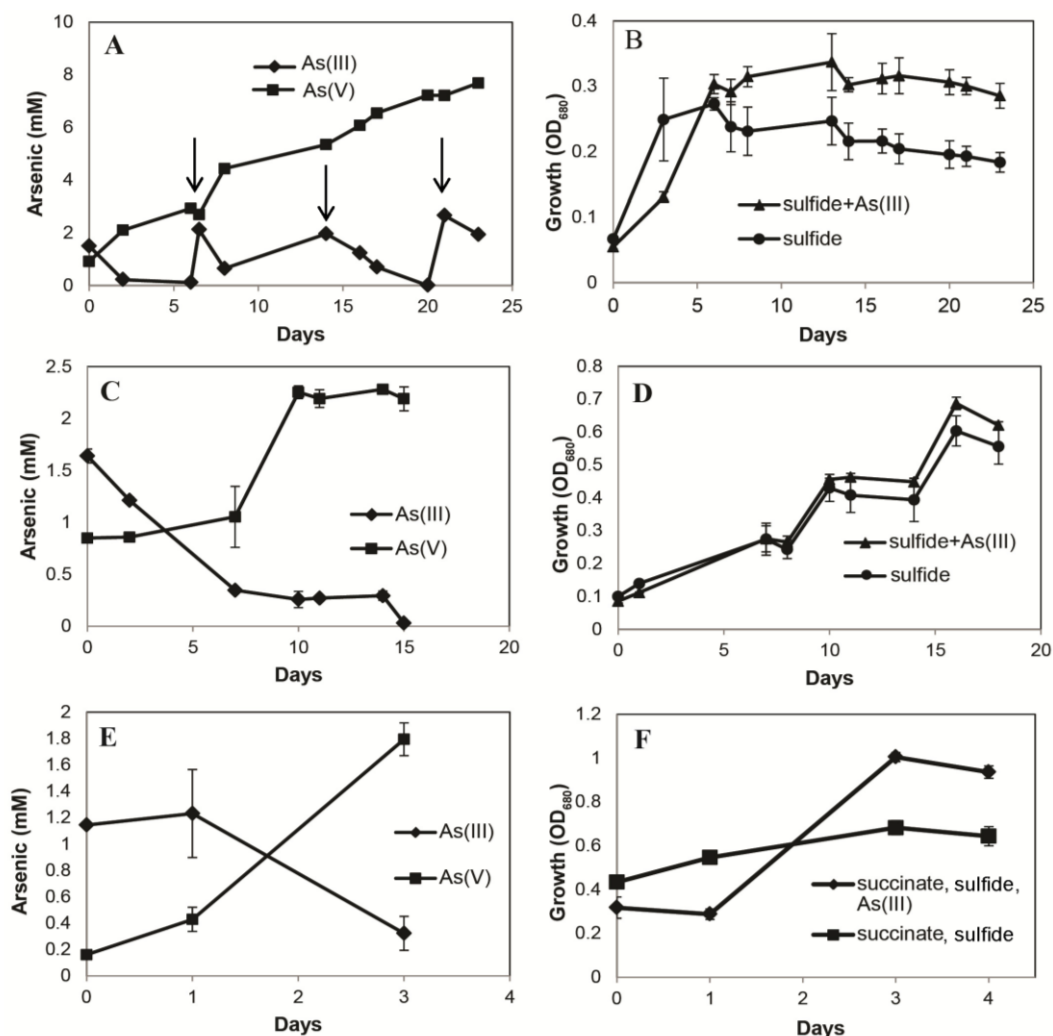 A
Arsenic (mM)
10
8
6
4
2
0
As(III)
As(V)
0 5 10 15 20 25
Days
B
Growth (OD680)
0.4
0.3
0.2
0.1
0
sulfide+As(III)
sulfide
0 5 10 15 20 25
Days
C
Arsenic (mM)
2.5
2
1.5
1
0.5
0
As(III)
As(V)
0 5 10 15 20
Days
D
Growth (OD680)
0.8
0.7
0.6
0.5
0.4
0.3
0.2
0.1
0
sulfide+As(III)
sulfide
0 5 10 15 20
Days
E
Arsenic (mM)
2
1.8
1.6
1.4
1.2
1
0.8
0.6
0.4
0.2
0
As(III)
As(V)
0 1 2 3 4
Days
F
Growth (OD680)
1.2
1
0.8
0.6
0.4
0.2
0
succinate, sulfide,
As(III)
succinate, sulfide
0 1 2 3 4
Days